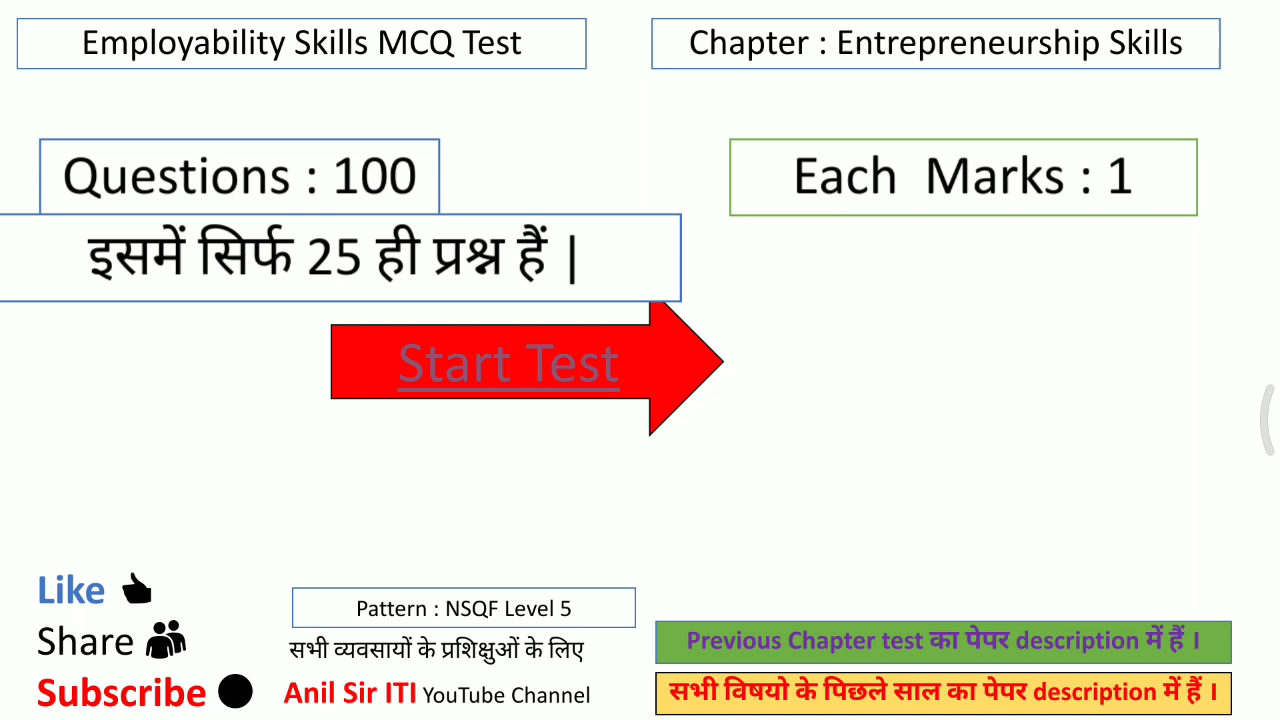 Employability Skills MCQ Test
Chapter : Entrepreneurship Skills
Questions : 100
Each Marks : 1
इसमें सिर्फ 25 ही प्रश्न हैं |
Start Test
Like
Share
Subscribe
Pattern : NSQF Level 5
सभी व्यवसायों के प्रशिक्षुओं के लिए
Anil Sir ITI YouTube Channel
Previous Chapter test का पेपर description में हैं ।
सभी विषयो के पिछले साल का पेपर description में हैं ।